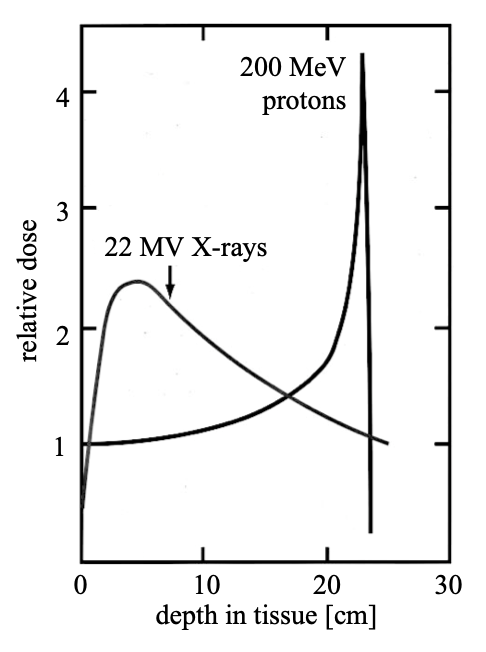 200 MeV
protons
4
3
22 MV X-rays
2
1
relative dose
0 10 20 30
depth in tissue [cm]